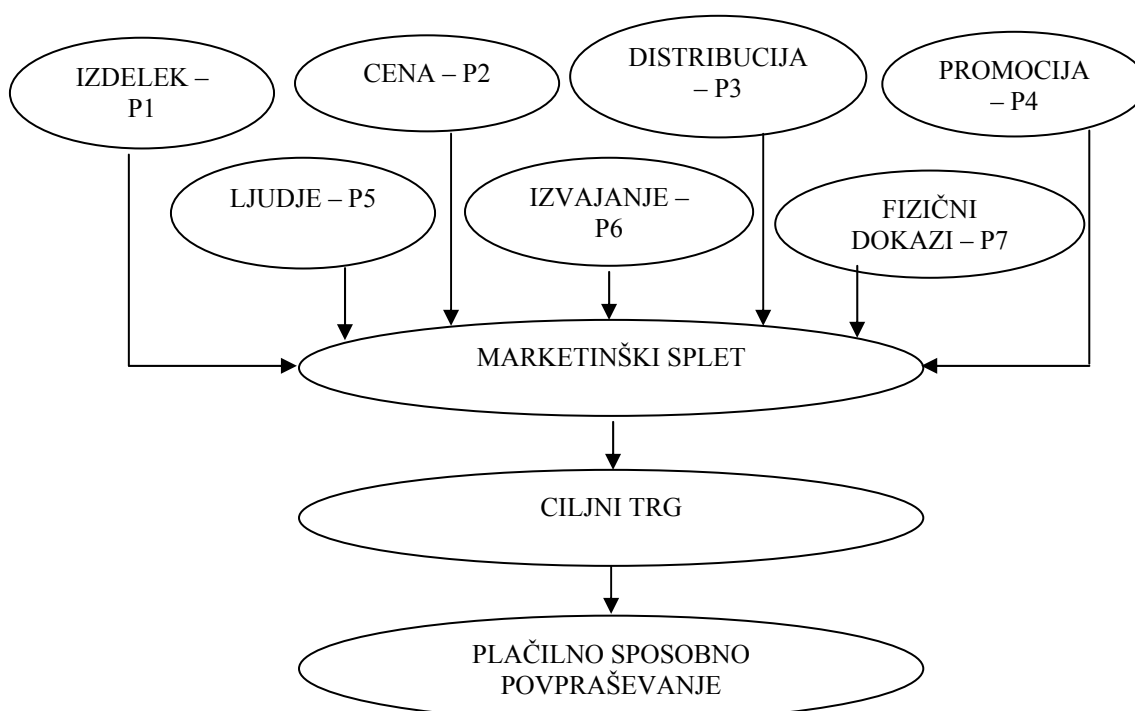 IZDELEK –
P1
CENA – P2
DISTRIBUCIJA
– P3
PROMOCIJA
– P4
LJUDJE – P5
IZVAJANJE –
P6
FIZIČNI
DOKAZI – P7
MARKETINŠKI SPLET
CILJNI TRG
PLAČILNO SPOSOBNO
POVPRAŠEVANJE